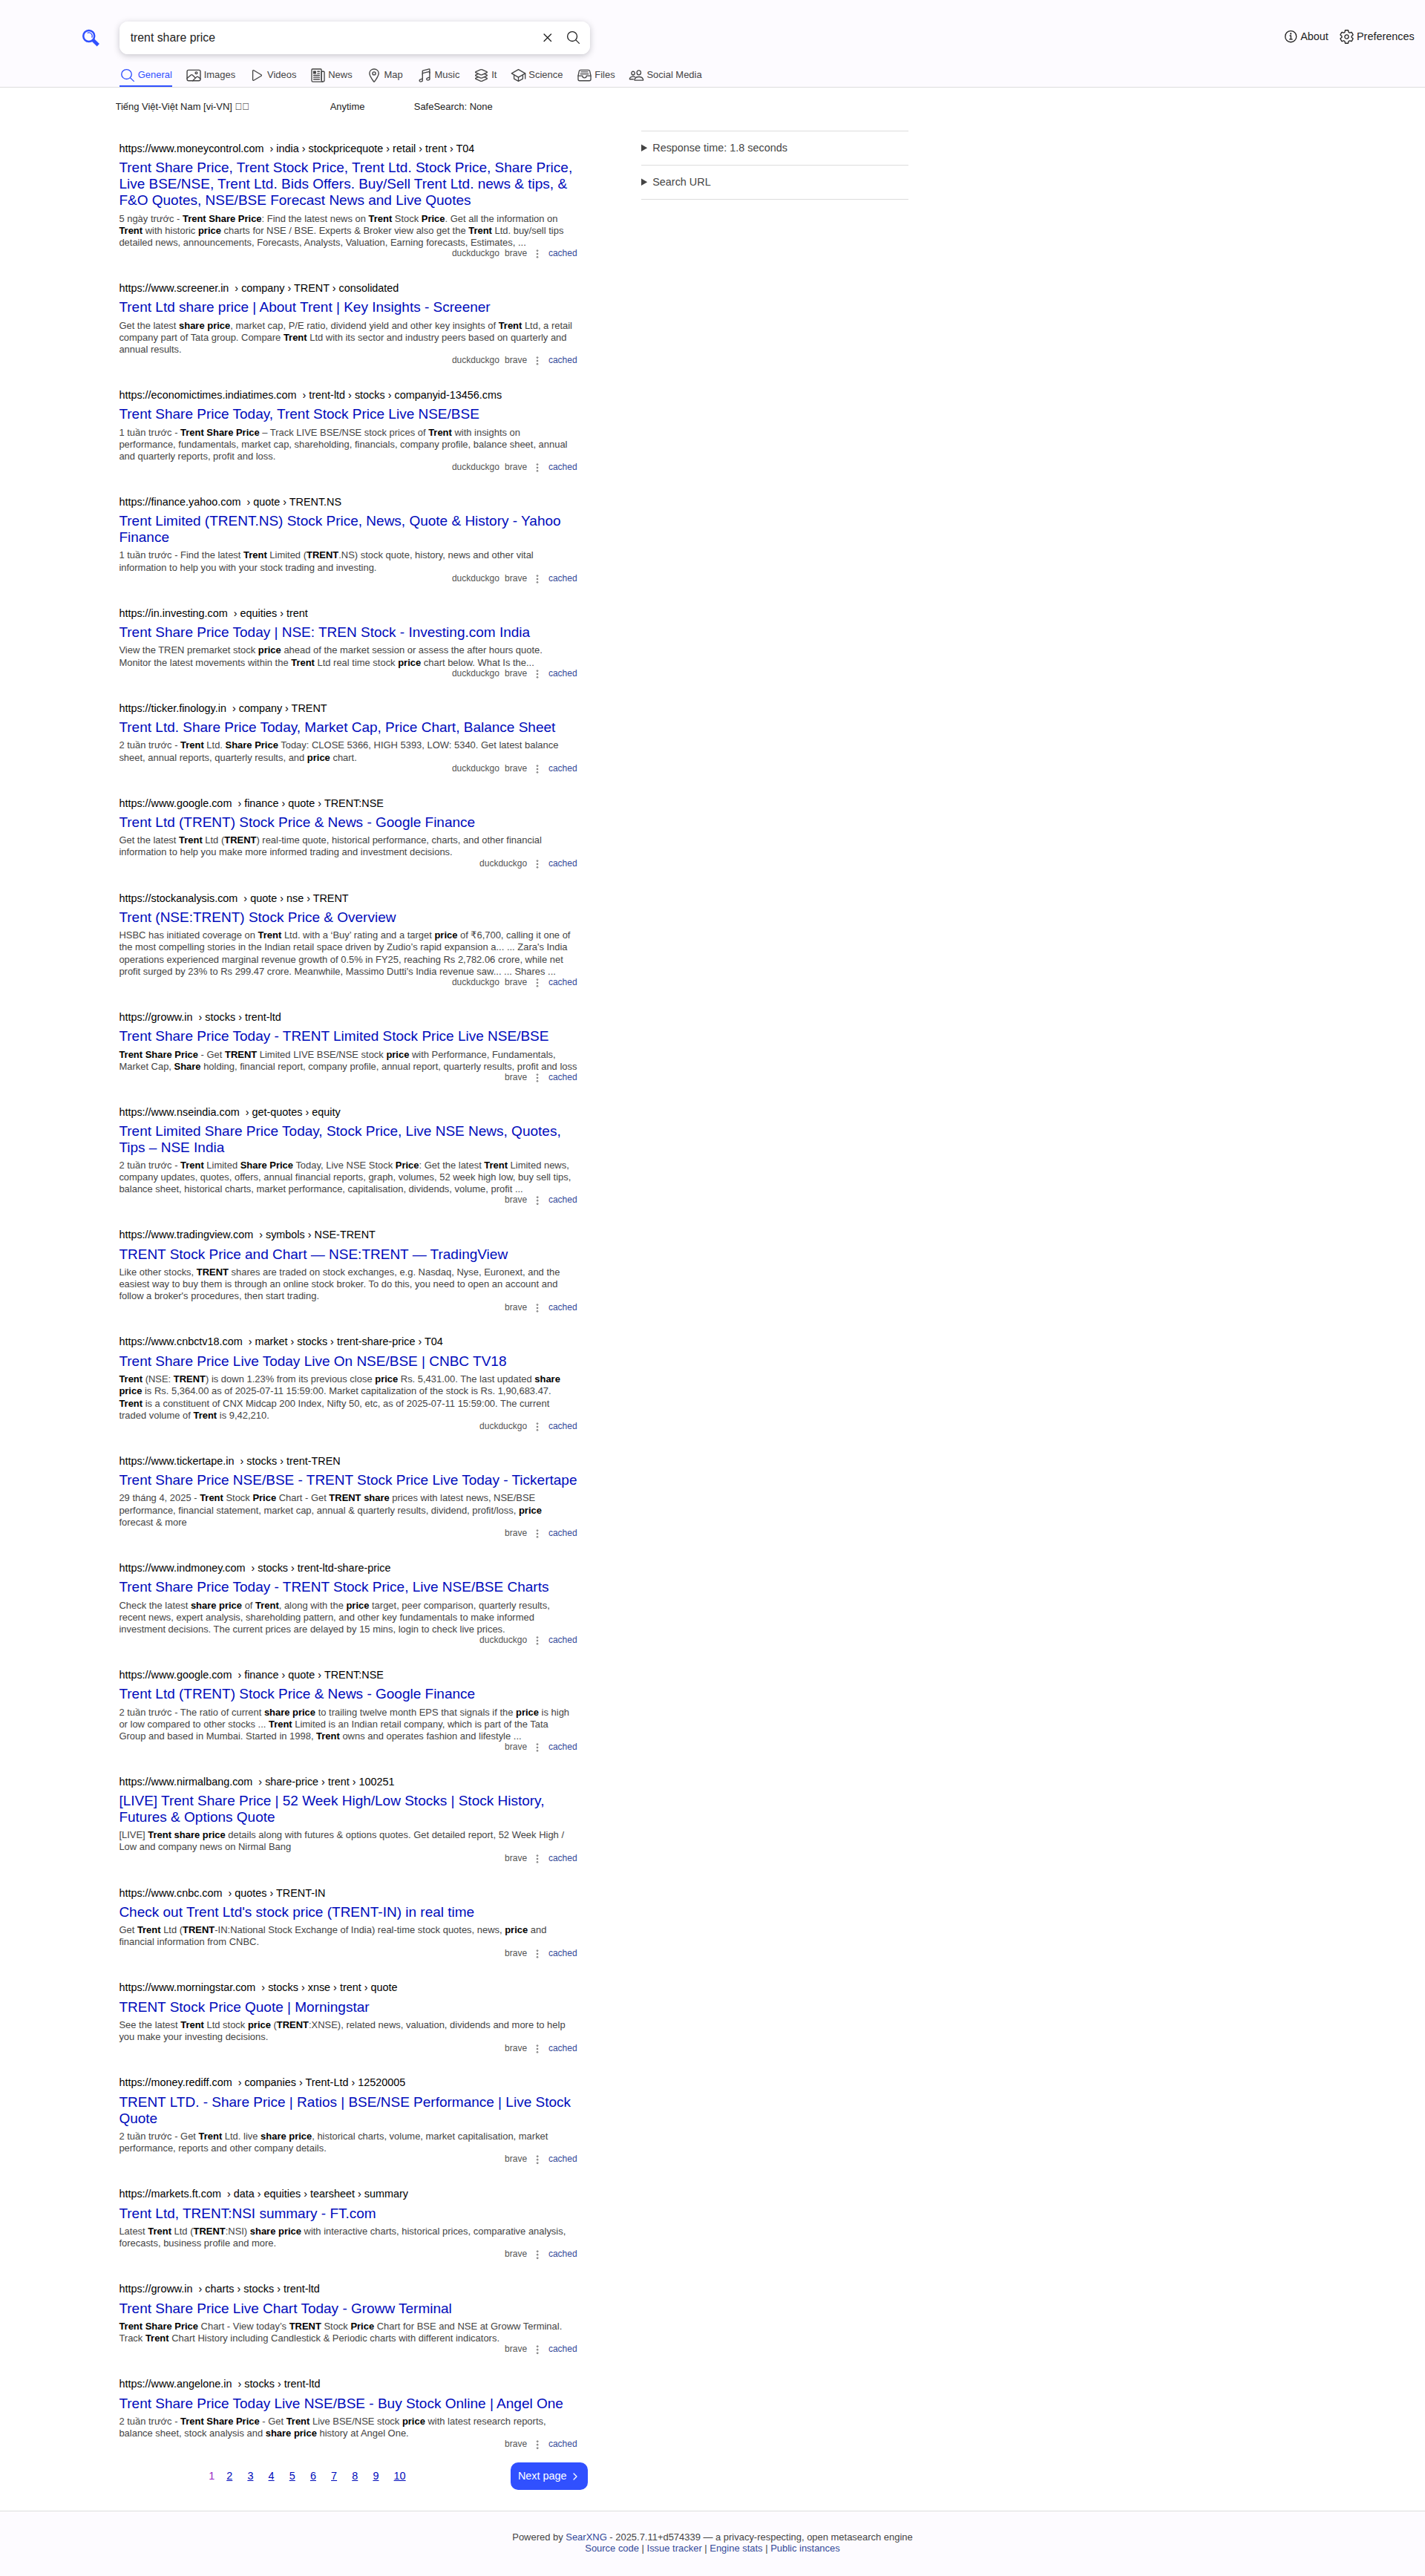 trent share price
About Preferences
General Images Videos News Map Music It Science Files Social Media
Tiếng Việt-Việt Nam [vi-VN] Anytime SafeSearch: None
Response time: 1.8 seconds
Search URL
https://www.moneycontrol.com › india › stockpricequote › retail › trent › T04
Trent Share Price, Trent Stock Price, Trent Ltd. Stock Price, Share Price,
Live BSE/NSE, Trent Ltd. Bids Offers. Buy/Sell Trent Ltd. news & tips, &
F&O Quotes, NSE/BSE Forecast News and Live Quotes
5 ngày trước - Trent Share Price: Find the latest news on Trent Stock Price. Get all the information on
Trent with historic price charts for NSE / BSE. Experts & Broker view also get the Trent Ltd. buy/sell tips
detailed news, announcements, Forecasts, Analysts, Valuation, Earning forecasts, Estimates, ...
duckduckgo brave cached
https://www.screener.in › company › TRENT › consolidated
Trent Ltd share price | About Trent | Key Insights - Screener
Get the latest share price, market cap, P/E ratio, dividend yield and other key insights of Trent Ltd, a retail
company part of Tata group. Compare Trent Ltd with its sector and industry peers based on quarterly and
annual results.
duckduckgo brave cached
https://economictimes.indiatimes.com › trent-ltd › stocks › companyid-13456.cms
Trent Share Price Today, Trent Stock Price Live NSE/BSE
1 tuần trước - Trent Share Price – Track LIVE BSE/NSE stock prices of Trent with insights on
performance, fundamentals, market cap, shareholding, financials, company profile, balance sheet, annual
and quarterly reports, profit and loss.
duckduckgo brave cached
https://finance.yahoo.com › quote › TRENT.NS
Trent Limited (TRENT.NS) Stock Price, News, Quote & History - Yahoo
Finance
1 tuần trước - Find the latest Trent Limited (TRENT.NS) stock quote, history, news and other vital
information to help you with your stock trading and investing.
duckduckgo brave cached
https://in.investing.com › equities › trent
Trent Share Price Today | NSE: TREN Stock - Investing.com India
View the TREN premarket stock price ahead of the market session or assess the after hours quote.
Monitor the latest movements within the Trent Ltd real time stock price chart below. What Is the...
duckduckgo brave cached
https://ticker.finology.in › company › TRENT
Trent Ltd. Share Price Today, Market Cap, Price Chart, Balance Sheet
2 tuần trước - Trent Ltd. Share Price Today: CLOSE 5366, HIGH 5393, LOW: 5340. Get latest balance
sheet, annual reports, quarterly results, and price chart.
duckduckgo brave cached
https://www.google.com › finance › quote › TRENT:NSE
Trent Ltd (TRENT) Stock Price & News - Google Finance
Get the latest Trent Ltd (TRENT) real-time quote, historical performance, charts, and other financial
information to help you make more informed trading and investment decisions.
duckduckgo cached
https://stockanalysis.com › quote › nse › TRENT
Trent (NSE:TRENT) Stock Price & Overview
HSBC has initiated coverage on Trent Ltd. with a ‘Buy’ rating and a target price of ₹6,700, calling it one of
the most compelling stories in the Indian retail space driven by Zudio’s rapid expansion a... ... Zara's India
operations experienced marginal revenue growth of 0.5% in FY25, reaching Rs 2,782.06 crore, while net
profit surged by 23% to Rs 299.47 crore. Meanwhile, Massimo Dutti's India revenue saw... ... Shares ...
duckduckgo brave cached
https://groww.in › stocks › trent-ltd
Trent Share Price Today - TRENT Limited Stock Price Live NSE/BSE
Trent Share Price - Get TRENT Limited LIVE BSE/NSE stock price with Performance, Fundamentals,
Market Cap, Share holding, financial report, company profile, annual report, quarterly results, profit and loss
brave cached
https://www.nseindia.com › get-quotes › equity
Trent Limited Share Price Today, Stock Price, Live NSE News, Quotes,
Tips – NSE India
2 tuần trước - Trent Limited Share Price Today, Live NSE Stock Price: Get the latest Trent Limited news,
company updates, quotes, offers, annual financial reports, graph, volumes, 52 week high low, buy sell tips,
balance sheet, historical charts, market performance, capitalisation, dividends, volume, profit ...
brave cached
https://www.tradingview.com › symbols › NSE-TRENT
TRENT Stock Price and Chart — NSE:TRENT — TradingView
Like other stocks, TRENT shares are traded on stock exchanges, e.g. Nasdaq, Nyse, Euronext, and the
easiest way to buy them is through an online stock broker. To do this, you need to open an account and
follow a broker's procedures, then start trading.
brave cached
https://www.cnbctv18.com › market › stocks › trent-share-price › T04
Trent Share Price Live Today Live On NSE/BSE | CNBC TV18
Trent (NSE: TRENT) is down 1.23% from its previous close price Rs. 5,431.00. The last updated share
price is Rs. 5,364.00 as of 2025-07-11 15:59:00. Market capitalization of the stock is Rs. 1,90,683.47.
Trent is a constituent of CNX Midcap 200 Index, Nifty 50, etc, as of 2025-07-11 15:59:00. The current
traded volume of Trent is 9,42,210.
duckduckgo cached
https://www.tickertape.in › stocks › trent-TREN
Trent Share Price NSE/BSE - TRENT Stock Price Live Today - Tickertape
29 tháng 4, 2025 - Trent Stock Price Chart - Get TRENT share prices with latest news, NSE/BSE
performance, financial statement, market cap, annual & quarterly results, dividend, profit/loss, price
forecast & more
brave cached
https://www.indmoney.com › stocks › trent-ltd-share-price
Trent Share Price Today - TRENT Stock Price, Live NSE/BSE Charts
Check the latest share price of Trent, along with the price target, peer comparison, quarterly results,
recent news, expert analysis, shareholding pattern, and other key fundamentals to make informed
investment decisions. The current prices are delayed by 15 mins, login to check live prices.
duckduckgo cached
https://www.google.com › finance › quote › TRENT:NSE
Trent Ltd (TRENT) Stock Price & News - Google Finance
2 tuần trước - The ratio of current share price to trailing twelve month EPS that signals if the price is high
or low compared to other stocks ... Trent Limited is an Indian retail company, which is part of the Tata
Group and based in Mumbai. Started in 1998, Trent owns and operates fashion and lifestyle ...
brave cached
https://www.nirmalbang.com › share-price › trent › 100251
[LIVE] Trent Share Price | 52 Week High/Low Stocks | Stock History,
Futures & Options Quote
[LIVE] Trent share price details along with futures & options quotes. Get detailed report, 52 Week High /
Low and company news on Nirmal Bang
brave cached
https://www.cnbc.com › quotes › TRENT-IN
Check out Trent Ltd's stock price (TRENT-IN) in real time
Get Trent Ltd (TRENT-IN:National Stock Exchange of India) real-time stock quotes, news, price and
financial information from CNBC.
brave cached
https://www.morningstar.com › stocks › xnse › trent › quote
TRENT Stock Price Quote | Morningstar
See the latest Trent Ltd stock price (TRENT:XNSE), related news, valuation, dividends and more to help
you make your investing decisions.
brave cached
https://money.rediff.com › companies › Trent-Ltd › 12520005
TRENT LTD. - Share Price | Ratios | BSE/NSE Performance | Live Stock
Quote
2 tuần trước - Get Trent Ltd. live share price, historical charts, volume, market capitalisation, market
performance, reports and other company details.
brave cached
https://markets.ft.com › data › equities › tearsheet › summary
Trent Ltd, TRENT:NSI summary - FT.com
Latest Trent Ltd (TRENT:NSI) share price with interactive charts, historical prices, comparative analysis,
forecasts, business profile and more.
brave cached
https://groww.in › charts › stocks › trent-ltd
Trent Share Price Live Chart Today - Groww Terminal
Trent Share Price Chart - View today's TRENT Stock Price Chart for BSE and NSE at Groww Terminal.
Track Trent Chart History including Candlestick & Periodic charts with different indicators.
brave cached
https://www.angelone.in › stocks › trent-ltd
Trent Share Price Today Live NSE/BSE - Buy Stock Online | Angel One
2 tuần trước - Trent Share Price - Get Trent Live BSE/NSE stock price with latest research reports,
balance sheet, stock analysis and share price history at Angel One.
brave cached
1 2 3 4 5 6 7 8 9 10 Next page
Powered by SearXNG - 2025.7.11+d574339 — a privacy-respecting, open metasearch engine
Source code | Issue tracker | Engine stats | Public instances